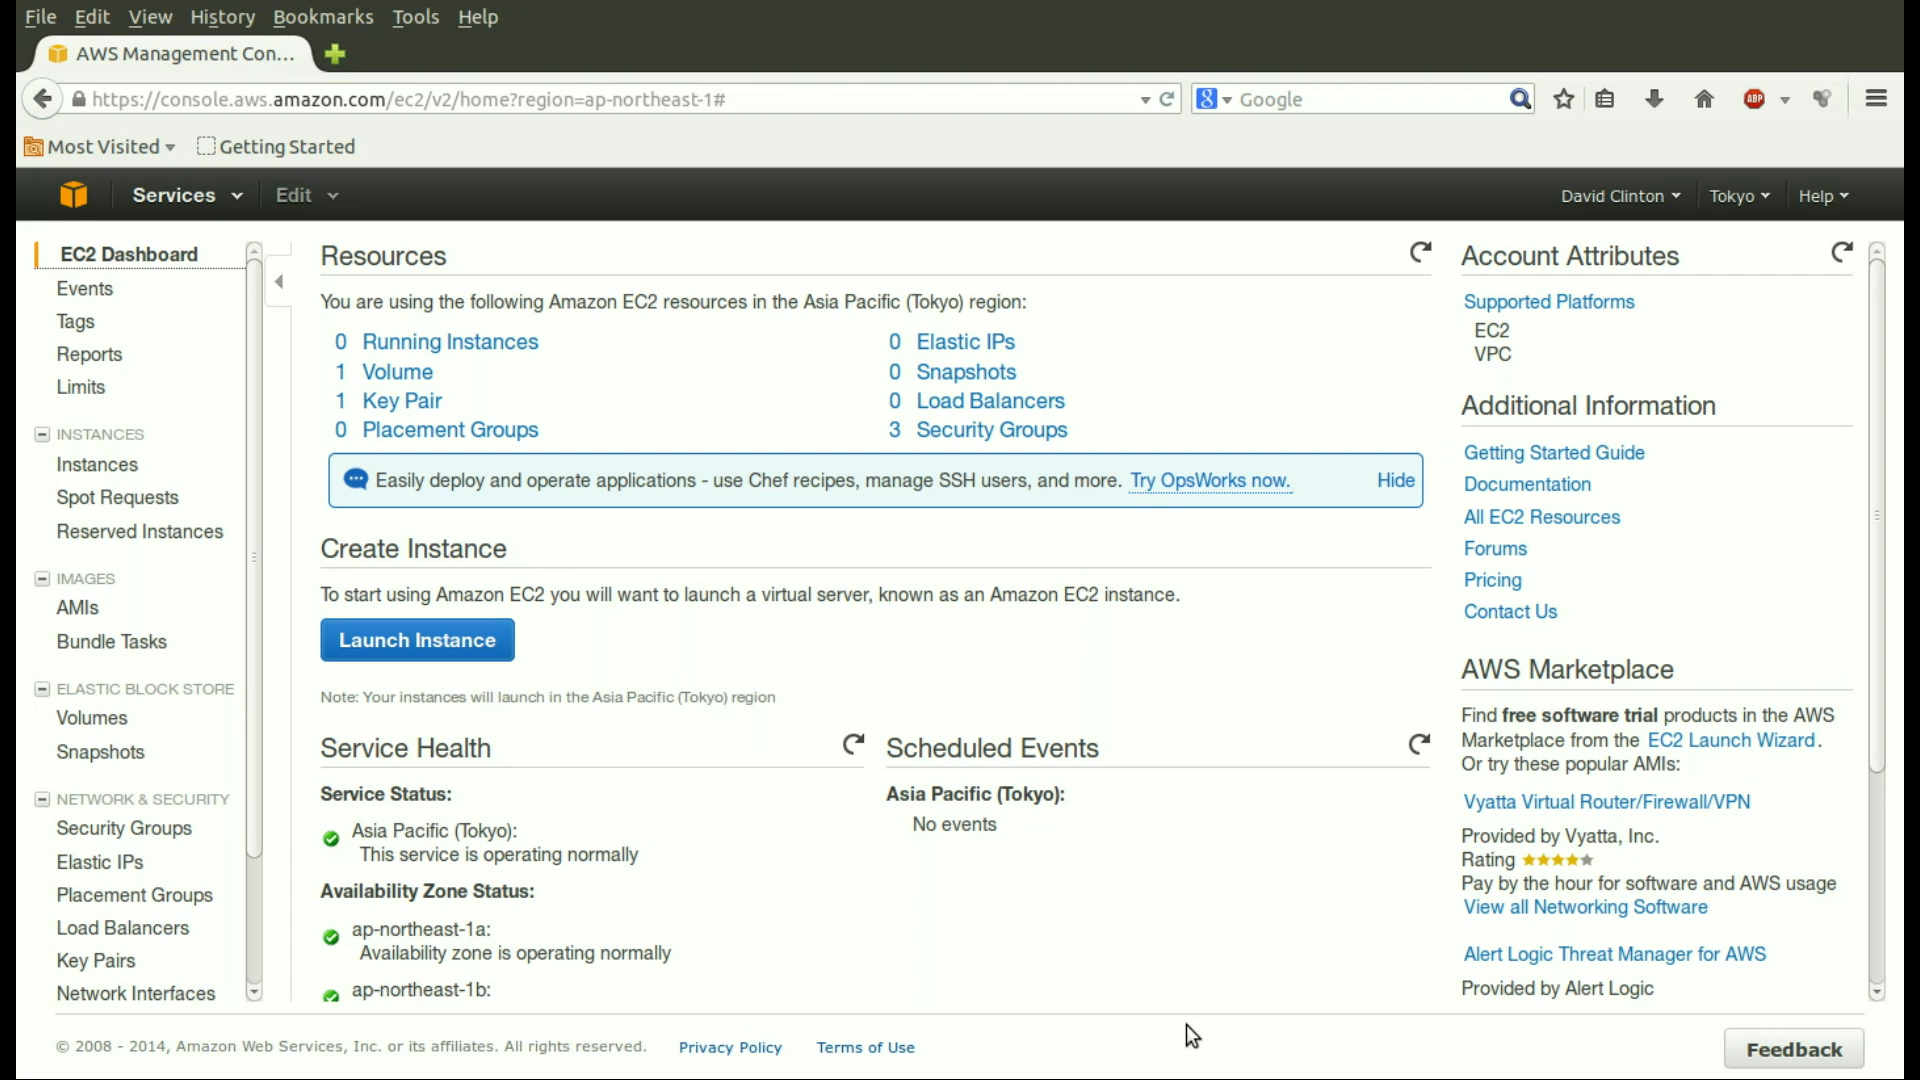 File Edit View History Bookmarks Tools Help
AWS Management Con...
https://console.aws.amazon.com/ec2/v2/home?region=ap-northeast-1#
8 Google
ABP
Most Visited
Getting Started
Services
Edit
David Clinton
Tokyo
Help
EC2 Dashboard
Events
Tags
Reports
Limits
INSTANCES
Instances
Spot Requests
Reserved Instances
IMAGES
AMIs
Bundle Tasks
ELASTIC BLOCK STORE
Volumes
Snapshots
NETWORK & SECURITY
Security Groups
Elastic IPs
Placement Groups
Load Balancers
Key Pairs
Network Interfaces
Resources
You are using the following Amazon EC2 resources in the Asia Pacific (Tokyo) region:
0 Running Instances
0 Elastic IPs
1 Volume
0 Snapshots
1 Key Pair
0 Load Balancers
0 Placement Groups
3 Security Groups
Easily deploy and operate applications - use Chef recipes, manage SSH users, and more. Try OpsWorks now.
Hide
Create Instance
To start using Amazon EC2 you will want to launch a virtual server, known as an Amazon EC2 instance.
Launch Instance
Note: Your instances will launch in the Asia Pacific (Tokyo) region
Service Health
Service Status:
Asia Pacific (Tokyo):
This service is operating normally
Availability Zone Status:
ap-northeast-1a:
Availability zone is operating normally
ap-northeast-1b:
Scheduled Events
Asia Pacific (Tokyo):
No events
Account Attributes
Supported Platforms
EC2
VPC
Additional Information
Getting Started Guide
Documentation
All EC2 Resources
Forums
Pricing
Contact Us
AWS Marketplace
Find free software trial products in the AWS
Marketplace from the EC2 Launch Wizard.
Or try these popular AMIs:
Vyatta Virtual Router/Firewall/VPN
Provided by Vyatta, Inc.
Rating
Pay by the hour for software and AWS usage
View all Networking Software
Alert Logic Threat Manager for AWS
Provided by Alert Logic
© 2008 - 2014, Amazon Web Services, Inc. or its affiliates. All rights reserved.
Privacy Policy
Terms of Use
Feedback